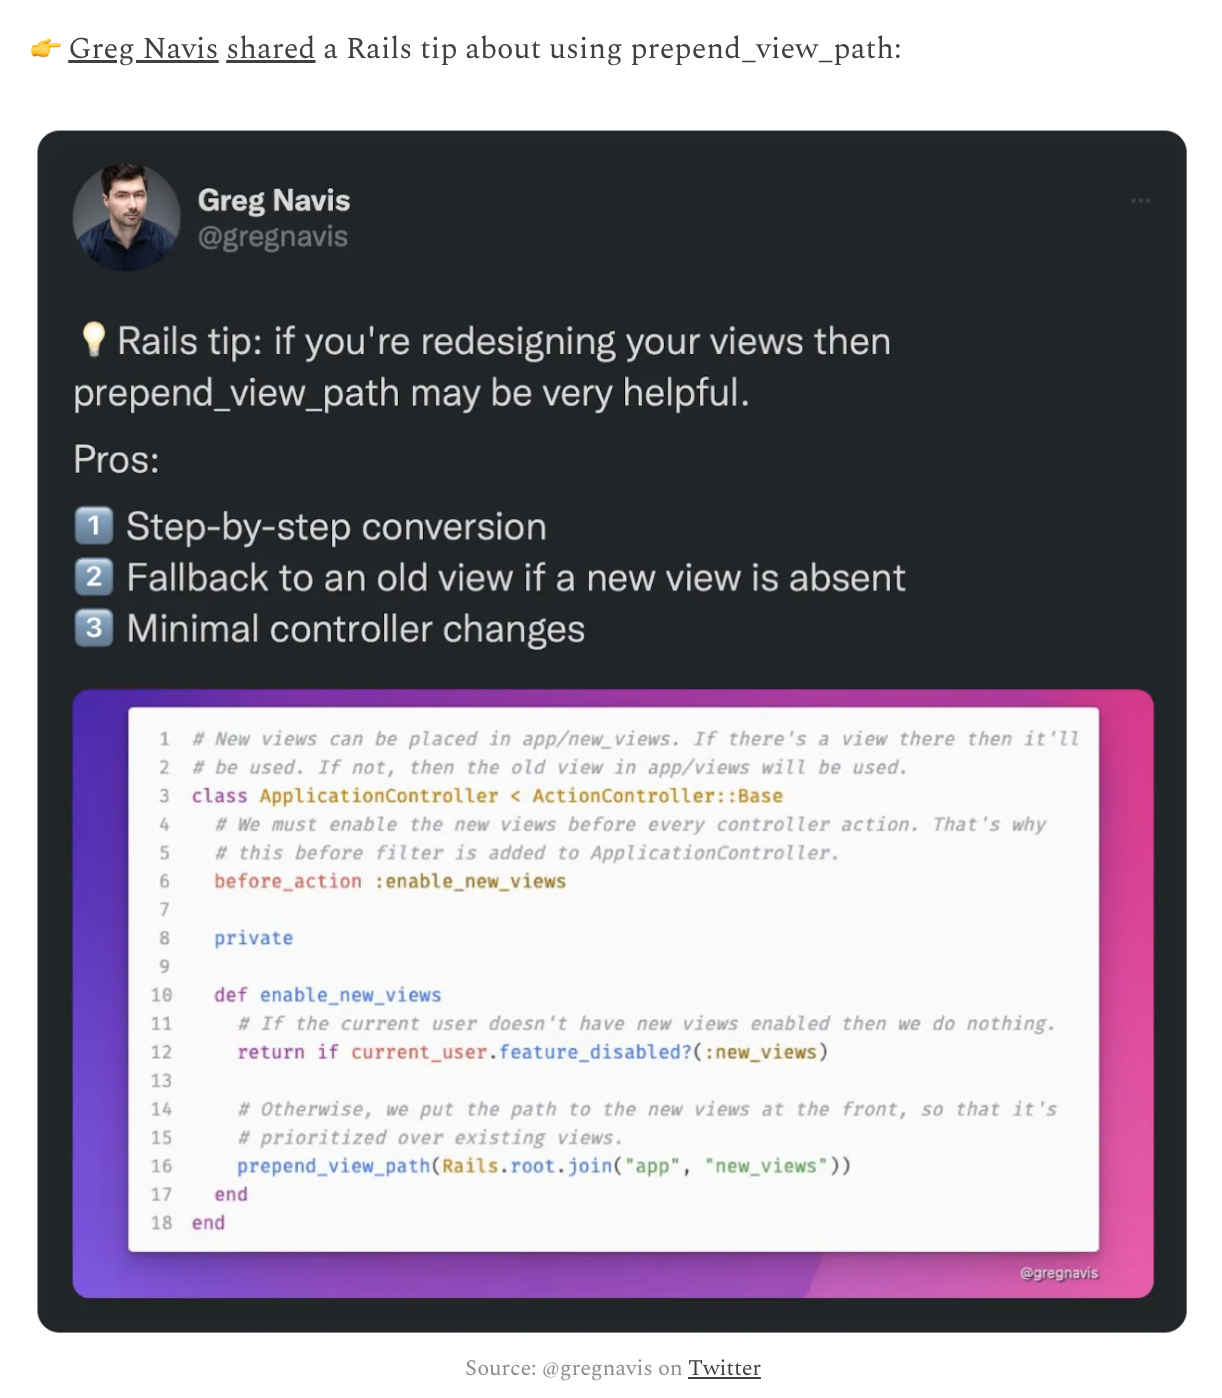 👉 Greg Navis shared a Rails tip about using prepend_view_path:
Greg Navis
@gregnavis
💡 Rails tip: if you're redesigning your views then
prepend_view_path may be very helpful.
Pros:
1️⃣ Step-by-step conversion
2️⃣ Fallback to an old view if a new view is absent
3️⃣ Minimal controller changes
1 # New views can be placed in app/new_views. If there's a view there then it'll
2 # be used. If not, then the old view in app/views will be used.
3 class ApplicationController < ActionController::Base
4   # We must enable the new views before every controller action. That's why
5   # this before filter is added to ApplicationController.
6   before_action :enable_new_views
7
8   private
9
10   def enable_new_views
11     # If the current user doesn't have new views enabled then we do nothing.
12     return if current_user.feature_disabled?(:new_views)
13
14     # Otherwise, we put the path to the new views at the front, so that it's
15     # prioritized over existing views.
16     prepend_view_path(Rails.root.join("app", "new_views"))
17   end
18 end
@gregnavis
Source: @gregnavis on Twitter